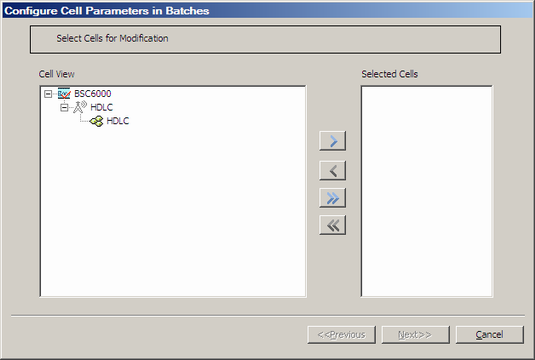 Configure Cell Parameters in Batches
Select Cells for Modification
Cell View
Selected Cells
BSC6000
HDLC
HDLC
<<Previous
Next>>
Cancel